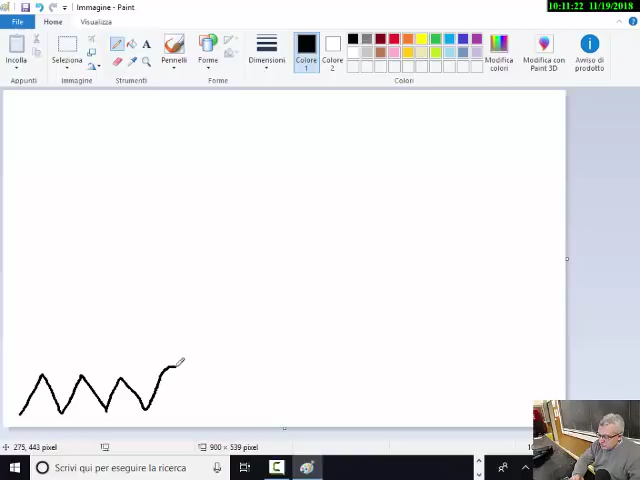 Immagine - Paint
10:11:22 11/19/2018
File Home Visualizza
Incolla Seleziona Pennelli Forme Dimensioni Colore 1 Colore 2 Modifica colori Modifica con Paint 3D Avviso di prodotto
Appunti Immagine Strumenti Forme Colori
275, 443 pixel 900 × 539 pixel
Scrivi qui per eseguire la ricerca